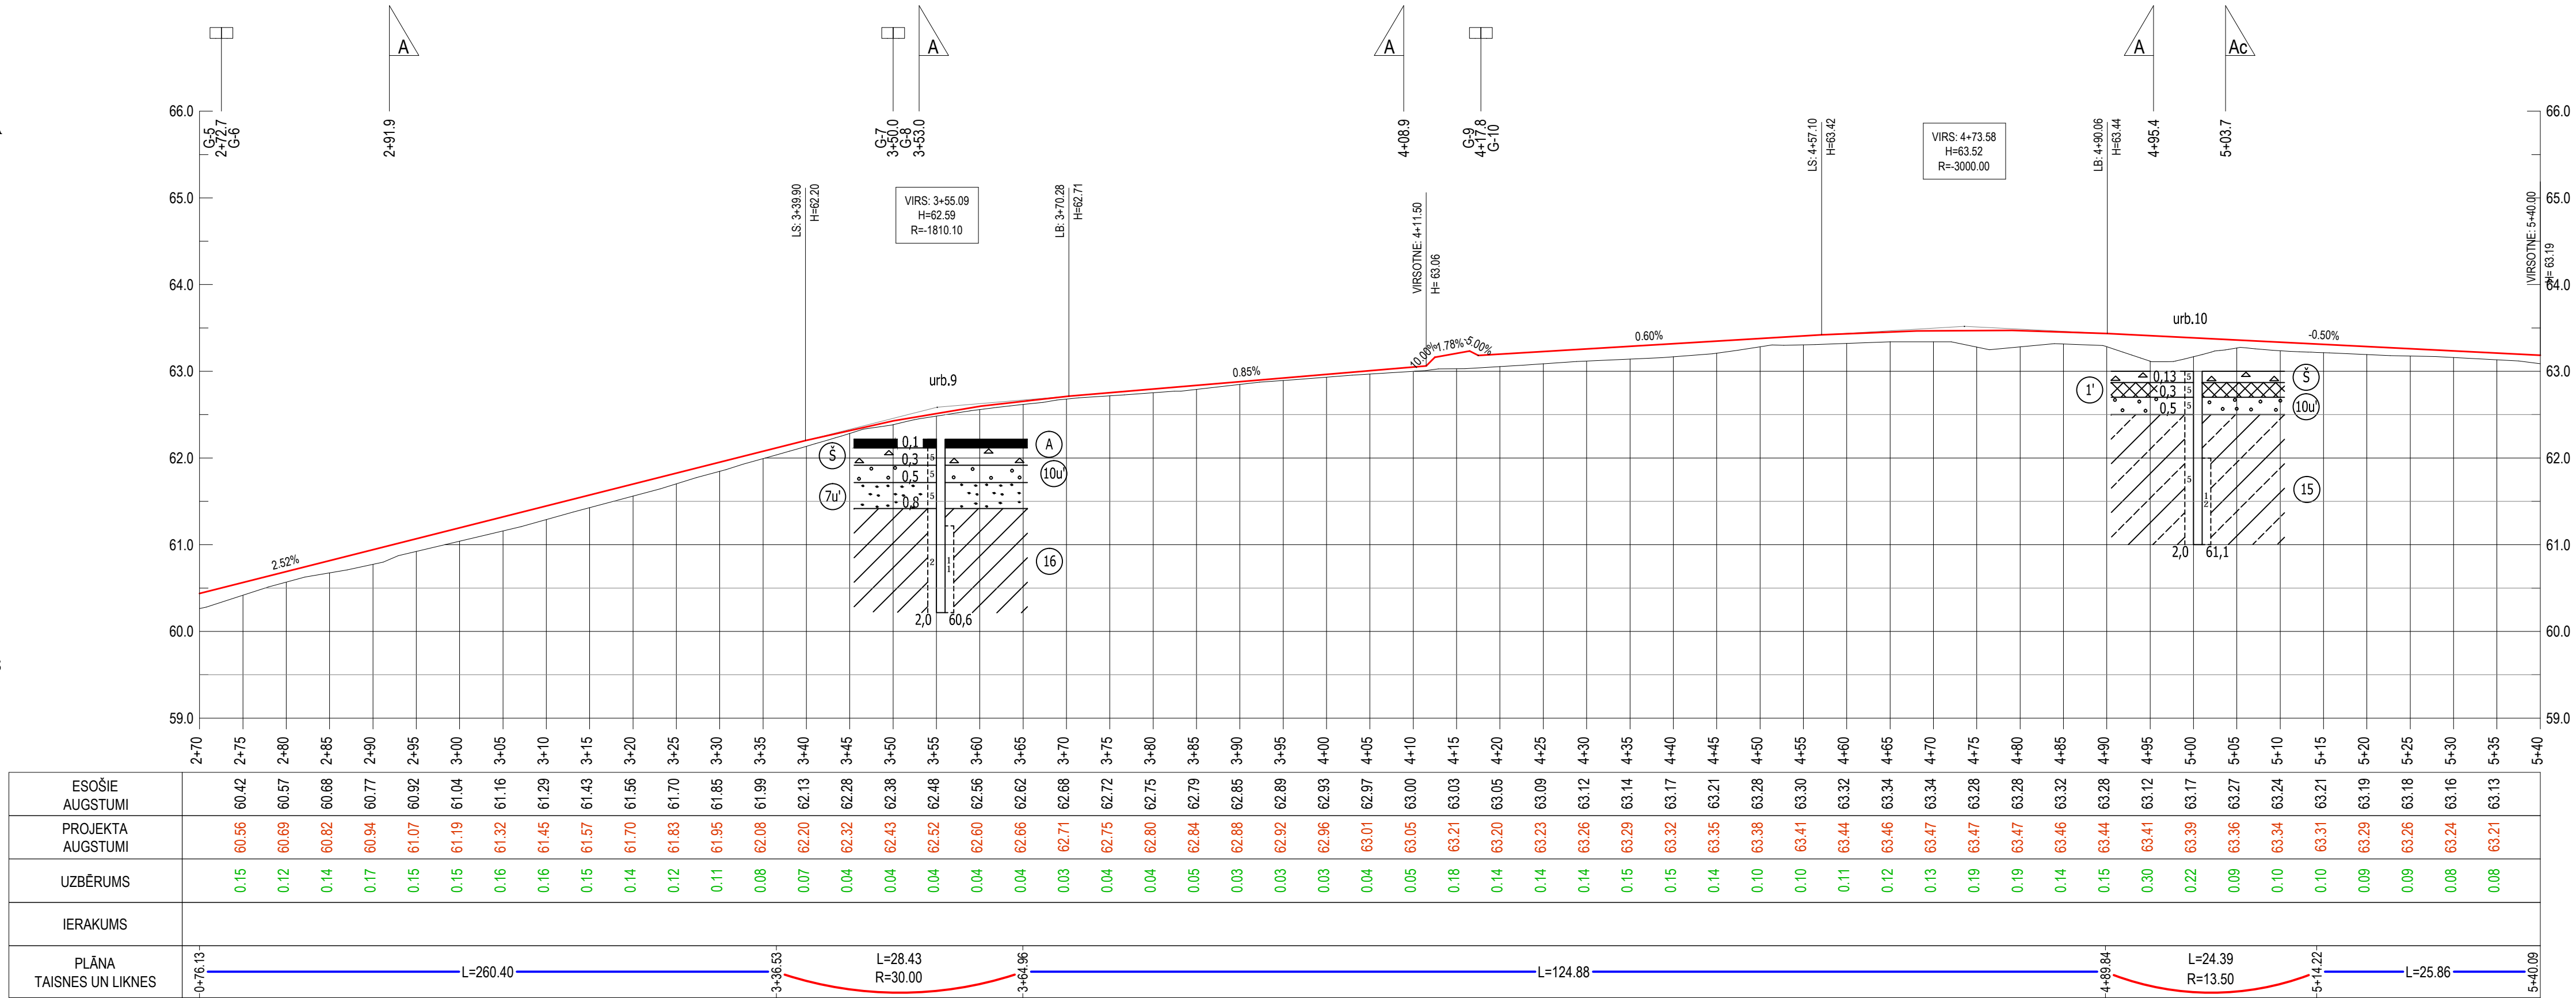 A
A
A
A
Ac
G-5
2+72.7
G-6
2+91.9
G-7
3+50.0
G-8
3+53.0
4+08.9
G-9
4+17.8
G-10
4+95.4
5+03.7
66.0
65.0
64.0
63.0
62.0
61.0
60.0
59.0
66.0
65.0
64.0
63.0
62.0
61.0
60.0
59.0
LS: 3+39.90
H=62.20
VIRS: 3+55.09
H=62.59
R=-1810.10
LB: 3+70.28
H=62.71
VIRSOTNE: 4+11.50
H= 63.06
LS: 4+57.10
H=63.42
VIRS: 4+73.58
H=63.52
R=-3000.00
LB: 4+90.06
H=63.44
VIRSOTNE: 5+40.00
H= 63.19
2.52%
0.85%
10.00%
1.78%
-5.00%
0.60%
-0.50%
urb.9
Š
7u'
0,1
0,3
0,5
0,8
5
5
5
2
1
1
A
10u'
16
2,0
60,6
urb.10
1'
0,13
0,3
0,5
5
5
5
5
1
2
Š
10u'
15
2,0
61,1
2+70 2+75 2+80 2+85 2+90 2+95 3+00 3+05 3+10 3+15 3+20 3+25 3+30 3+35 3+40 3+45 3+50 3+55 3+60 3+65 3+70 3+75 3+80 3+85 3+90 3+95 4+00 4+05 4+10 4+15 4+20 4+25 4+30 4+35 4+40 4+45 4+50 4+55 4+60 4+65 4+70 4+75 4+80 4+85 4+90 4+95 5+00 5+05 5+10 5+15 5+20 5+25 5+30 5+35 5+40
ESOŠIE
AUGSTUMI
60.42 60.57 60.68 60.77 60.92 61.04 61.16 61.29 61.43 61.56 61.70 61.85 61.99 62.13 62.28 62.38 62.48 62.56 62.62 62.68 62.72 62.75 62.79 62.85 62.89 62.93 62.97 63.00 63.03 63.05 63.09 63.12 63.14 63.17 63.21 63.28 63.30 63.32 63.34 63.34 63.28 63.28 63.32 63.28 63.12 63.17 63.27 63.24 63.21 63.19 63.18 63.16 63.13
PROJEKTA
AUGSTUMI
60.56 60.69 60.82 60.94 61.07 61.19 61.32 61.45 61.57 61.70 61.83 61.95 62.08 62.20 62.32 62.43 62.52 62.60 62.66 62.71 62.75 62.80 62.84 62.88 62.92 62.96 63.01 63.05 63.21 63.20 63.23 63.26 63.29 63.32 63.35 63.38 63.41 63.44 63.46 63.47 63.47 63.47 63.46 63.44 63.41 63.39 63.36 63.34 63.31 63.29 63.26 63.24 63.21
UZBĒRUMS
0.15 0.12 0.14 0.17 0.15 0.15 0.16 0.16 0.15 0.14 0.12 0.11 0.08 0.07 0.04 0.04 0.04 0.04 0.04 0.03 0.04 0.04 0.05 0.03 0.03 0.03 0.04 0.05 0.18 0.14 0.14 0.14 0.15 0.15 0.14 0.10 0.10 0.11 0.12 0.13 0.19 0.19 0.14 0.15 0.30 0.22 0.09 0.10 0.10 0.09 0.09 0.08 0.08
IERAKUMS
PLĀNA
TAISNES UN LIKNES
0+76.13
L=260.40
3+36.53
L=28.43
R=30.00
3+64.96
L=124.88
4+89.84
L=24.39
R=13.50
5+14.22
L=25.86
5+40.09